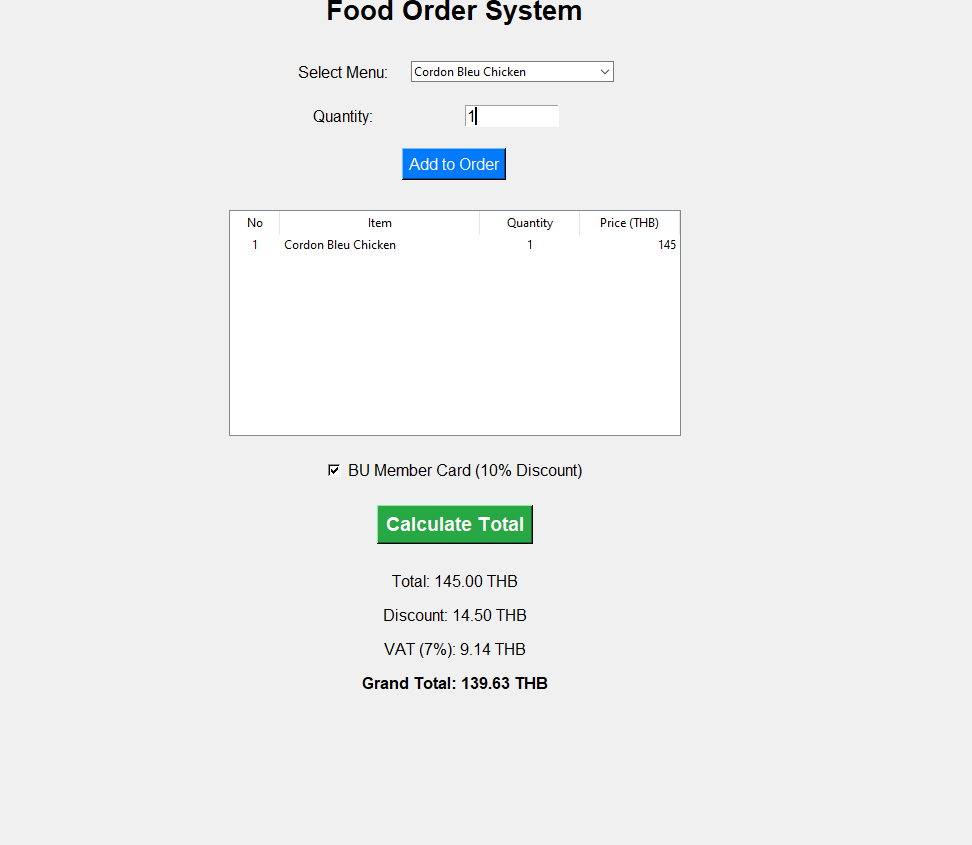 Food Order System
Select Menu: Cordon Bleu Chicken
Quantity: 1
Add to Order
No Item Quantity Price (THB)
1 Cordon Bleu Chicken 1 145
BU Member Card (10% Discount)
Calculate Total
Total: 145.00 THB
Discount: 14.50 THB
VAT (7%): 9.14 THB
Grand Total: 139.63 THB